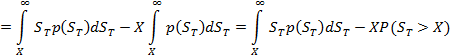 = ∫_X^∞ S_T p(S_T)dS_T − X ∫_X^∞ p(S_T)dS_T = ∫_X^∞ S_T p(S_T)dS_T − XP(S_T > X)